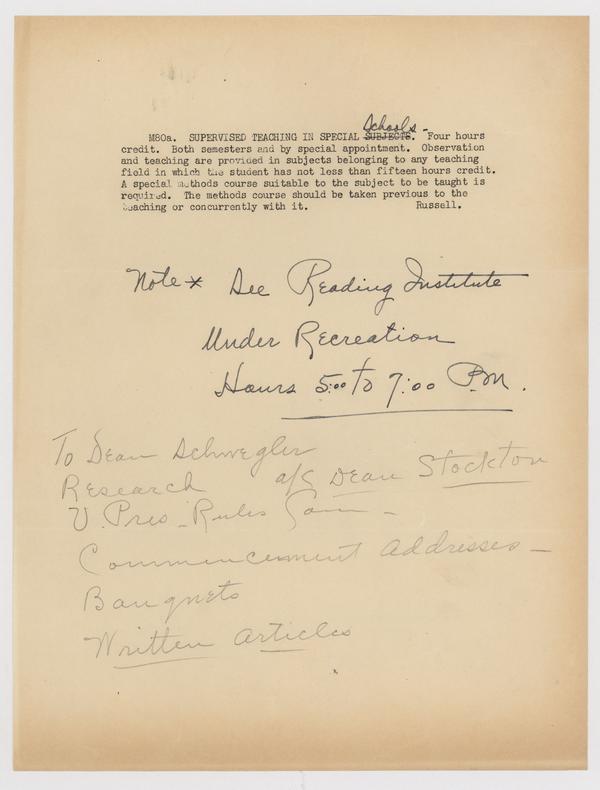 Schools -
M80a. SUPERVISED TEACHING IN SPECIAL SUBJECTS. Four hours
credit. Both semesters and by special appointment. Observation
and teaching are provided in subjects belonging to any teaching
field in which the student has not less than fifteen hours credit.
A special methods course suitable to the subject to be taught is
required. The methods course should be taken previous to the
teaching or concurrently with it. Russell.
Note * See Reading Institute
Under Recreation
Hours 5:00 to 7:00 P.M.
To Dean Schwegler
Research a/c Dean Stockton
V. Pres - Rules Com -
Commencement Addresses -
Banquets
Written Articles